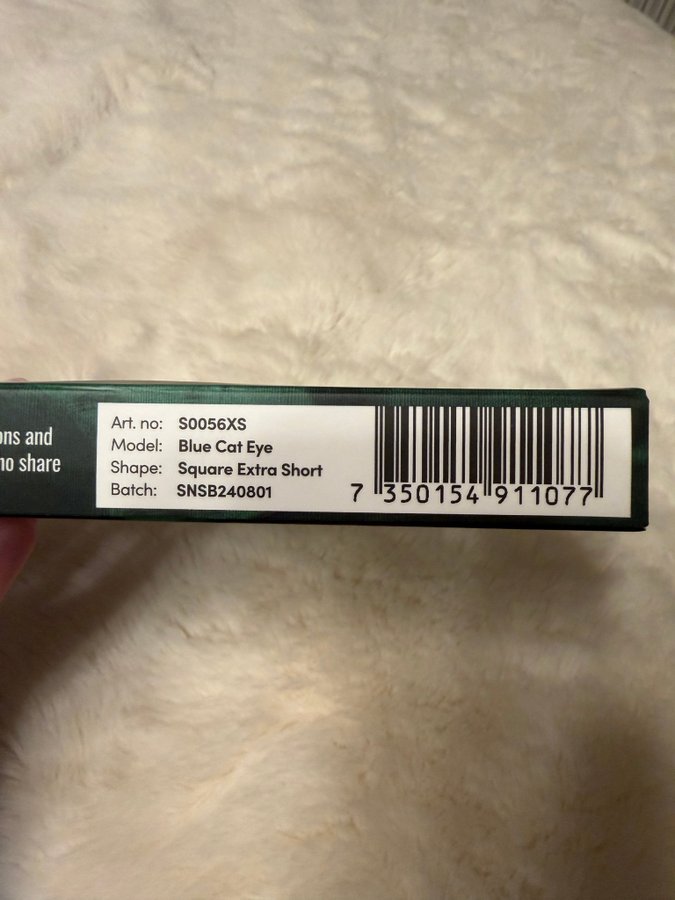 ons and
no share
Art. no: S0056XS
Model: Blue Cat Eye
Shape: Square Extra Short
Batch: SNSB240801
7 350154 911077